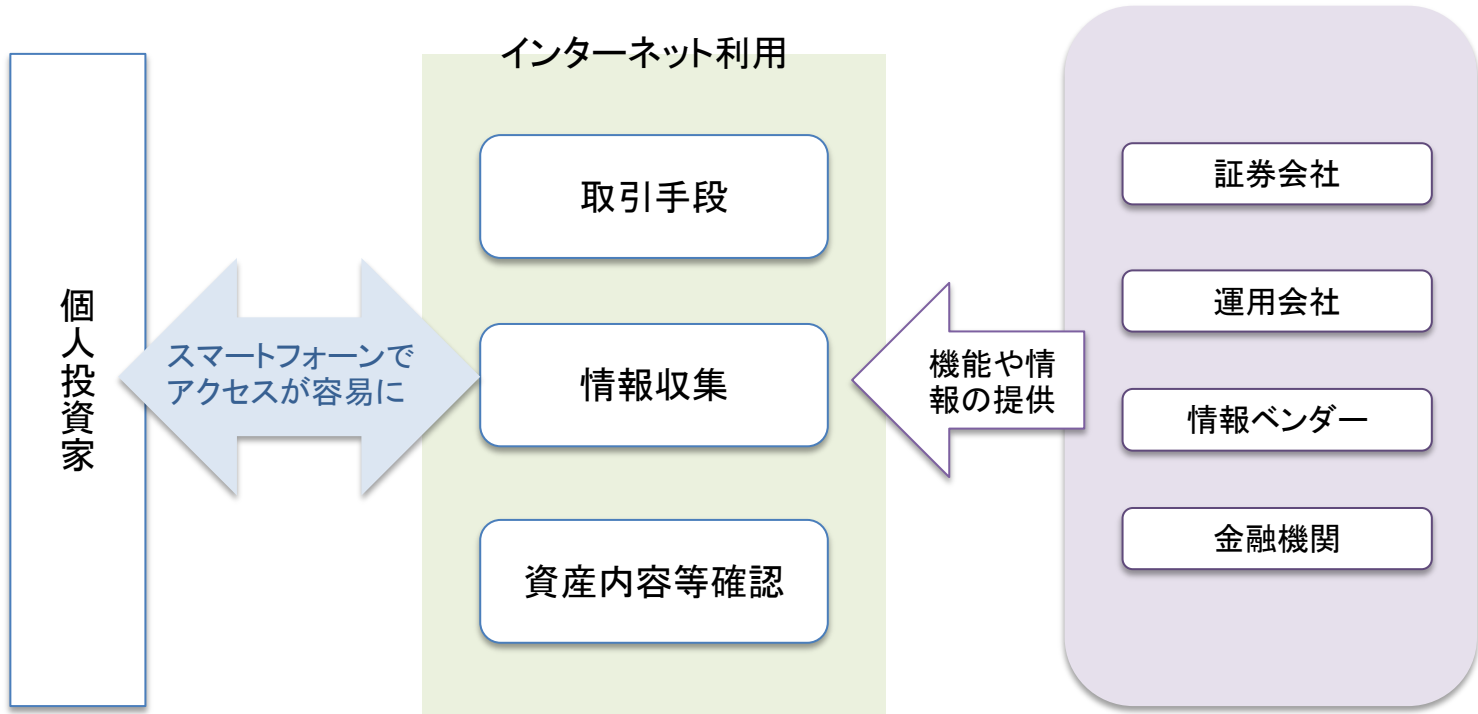 インターネット利用
個人投資家
スマートフォーンで
アクセスが容易に
取引手段
情報収集
資産内容等確認
機能や情
報の提供
証券会社
運用会社
情報ベンダー
金融機関